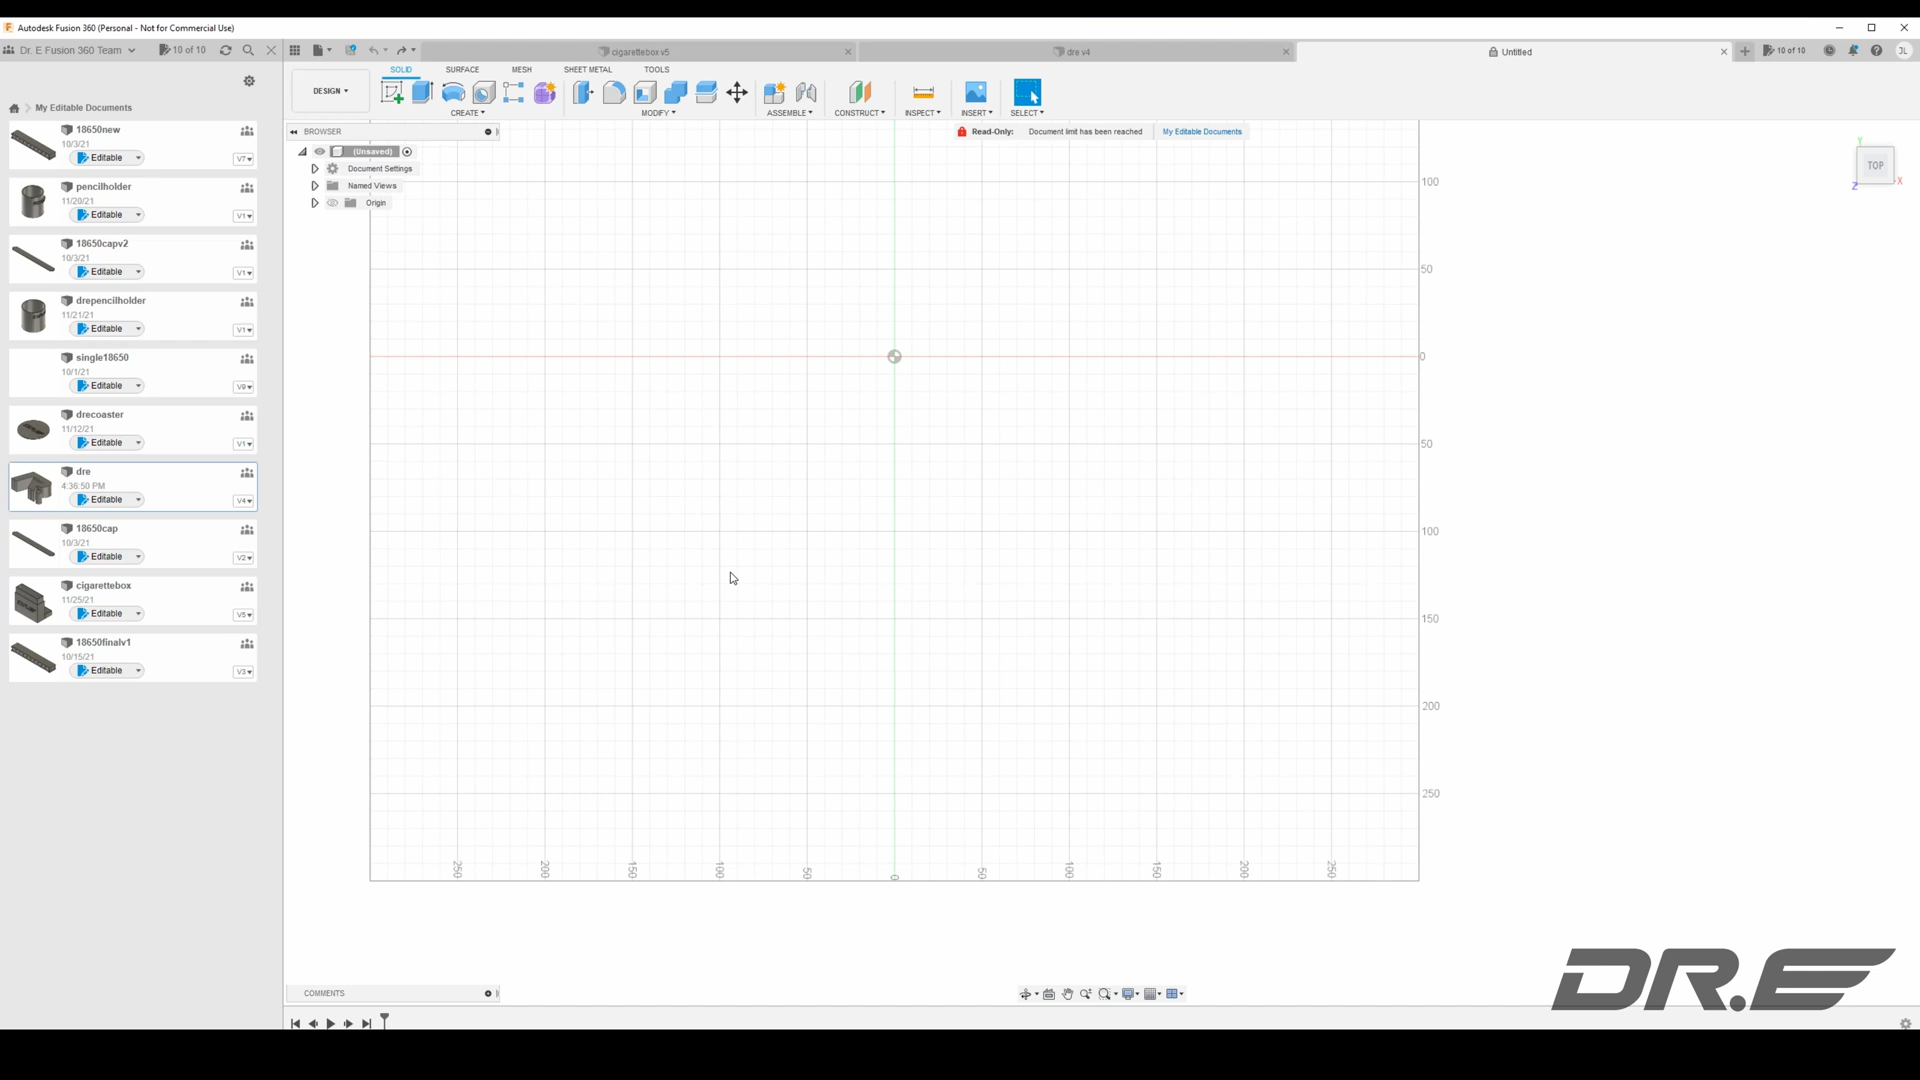 Autodesk Fusion 360 (Personal - Not for Commercial Use)
Dr. E Fusion 360 Team
10 of 10
cigarettebox v5
dre v4
Untitled
10 of 10
JL
DESIGN
SOLID
SURFACE
MESH
SHEET METAL
TOOLS
CREATE
MODIFY
ASSEMBLE
CONSTRUCT
INSPECT
INSERT
SELECT
My Editable Documents
18650new
10/3/21
Editable
V7
pencilholder
11/20/21
Editable
V1
18650capv2
10/3/21
Editable
V1
drepencilholder
11/21/21
Editable
V1
single18650
10/1/21
Editable
V9
drecoaster
11/12/21
Editable
V1
dre
4:36:50 PM
Editable
V4
18650cap
10/3/21
Editable
V2
cigarettebox
11/25/21
Editable
V5
18650finalv1
10/15/21
Editable
V3
BROWSER
(Unsaved)
Document Settings
Named Views
Origin
Read-Only: Document limit has been reached My Editable Documents
Y
TOP
X
Z
100
50
0
50
100
150
200
250
250
200
150
100
50
0
50
100
150
200
250
COMMENTS
DR.E